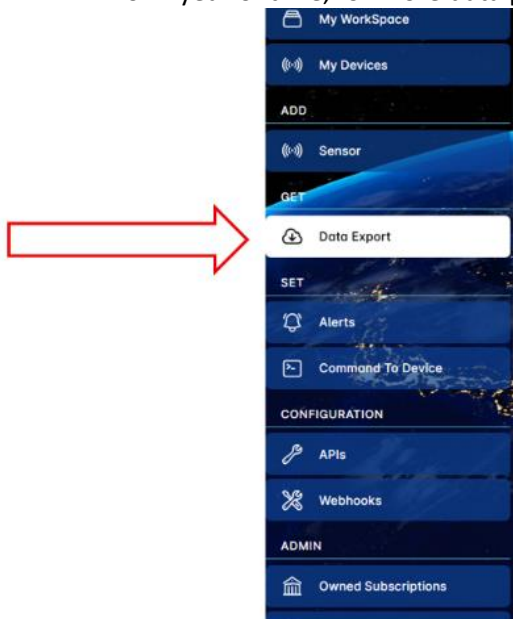 My WorkSpace
My Devices
ADD
Sensor
GET
Data Export
SET
Alerts
Command To Device
CONFIGURATION
APIs
Webhooks
ADMIN
Owned Subscriptions